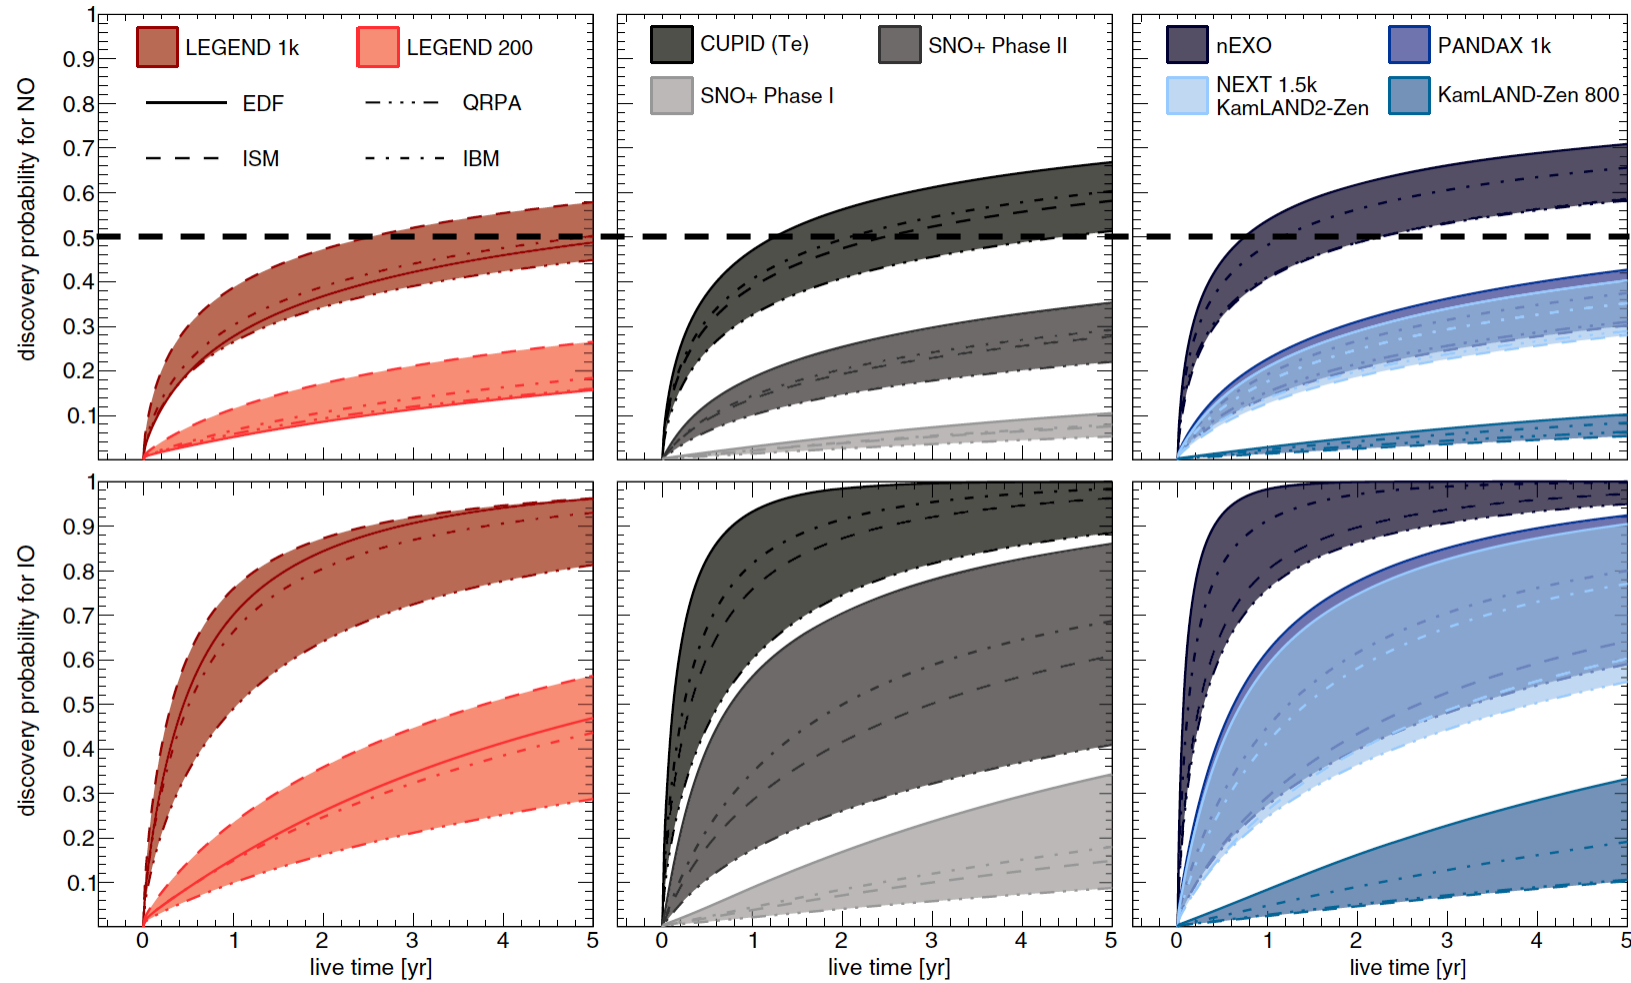 discovery probability for NO
1
0.9
0.8
0.7
0.6
0.5
0.4
0.3
0.2
0.1
LEGEND 1k LEGEND 200
EDF QRPA
ISM IBM
CUPID (Te) SNO+ Phase II
SNO+ Phase I
nEXO PANDAX 1k
NEXT 1.5k
KamLAND2-Zen KamLAND-Zen 800
discovery probability for IO
1
0.9
0.8
0.7
0.6
0.5
0.4
0.3
0.2
0.1
0 1 2 3 4 5
live time [yr]
0 1 2 3 4 5
live time [yr]
0 1 2 3 4 5
live time [yr]